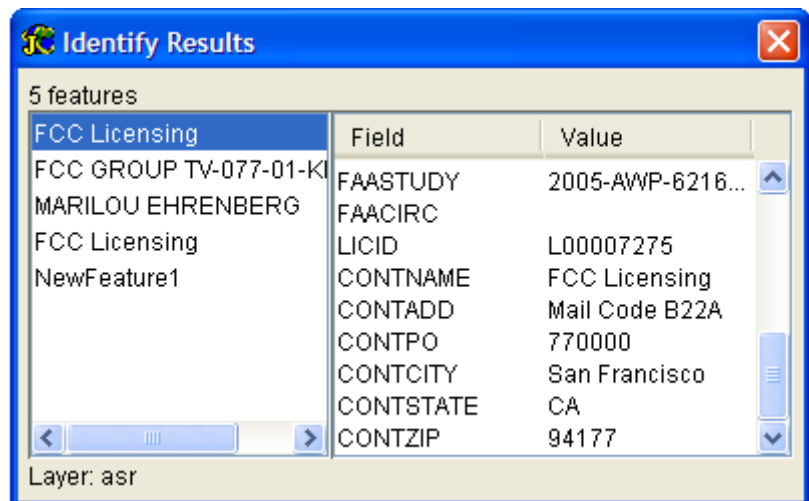 Identify Results
5 features
FCC Licensing
FCC GROUP TV-077-01-
MARILOU EHRENBERG
FCC Licensing
NewFeature1
Field Value
FAASTUDY 2005-AWP-6216...
FAACIRC
LICID L00007275
CONTNAME FCC Licensing
CONTADD Mail Code B22A
CONTPO 770000
CONTCITY San Francisco
CONTSTATE CA
CONTZIP 94177
Layer: asr